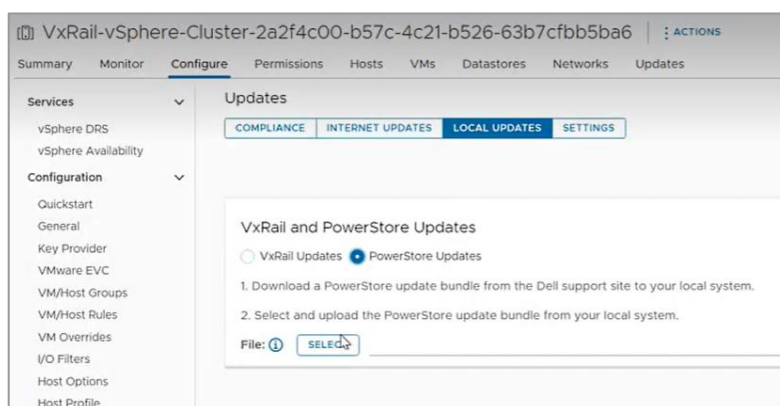 VxRail-vSphere-Cluster-2a2f4c00-b57c-4c21-b526-63b7cfbb5ba6 ACTIONS
Summary Monitor Configure Permissions Hosts VMs Datastores Networks Updates
Services
vSphere DRS
vSphere Availability
Configuration
Quickstart
General
Key Provider
VMware EVC
VM/Host Groups
VM/Host Rules
VM Overrides
I/O Filters
Host Options
Host Profile
Updates
COMPLIANCE INTERNET UPDATES LOCAL UPDATES SETTINGS
VxRail and PowerStore Updates
VxRail Updates PowerStore Updates
1. Download a PowerStore update bundle from the Dell support site to your local system.
2. Select and upload the PowerStore update bundle from your local system.
File: SELECT